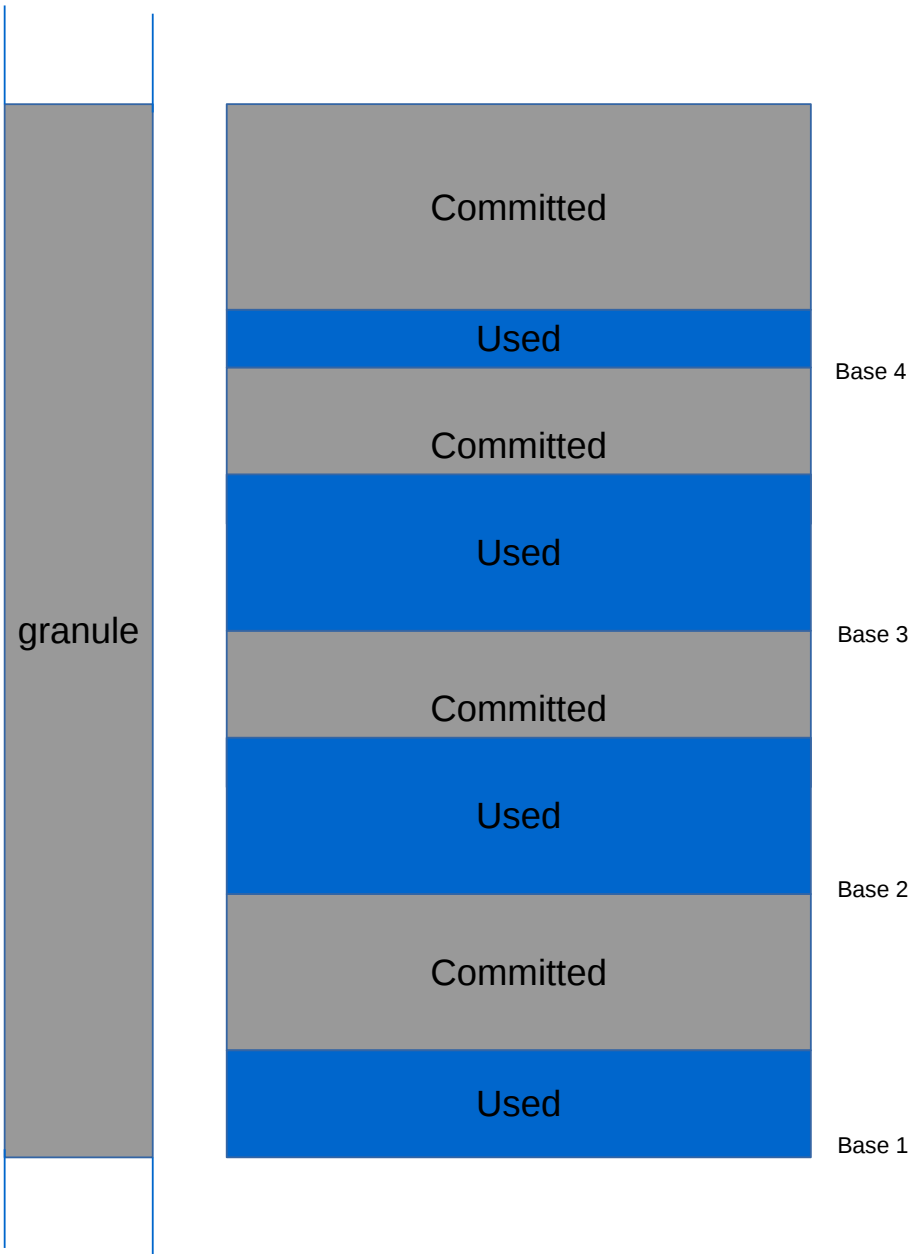 Committed
Used
Base 4
Committed
Used
granule
Base 3
Committed
Used
Base 2
Committed
Used
Base 1